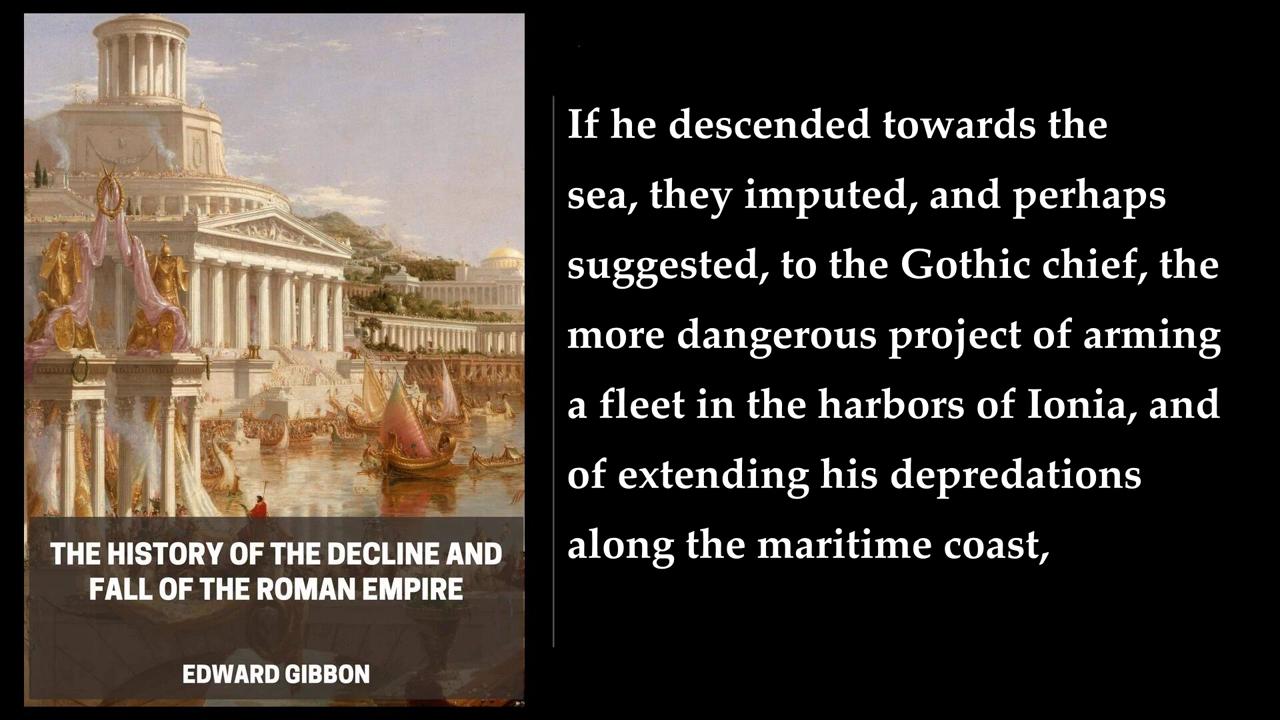 If he descended towards the
sea, they imputed, and perhaps
suggested, to the Gothic chief, the
more dangerous project of arming
a fleet in the harbors of Ionia, and
of extending his depredations
along the maritime coast,
THE HISTORY OF THE DECLINE AND
FALL OF THE ROMAN EMPIRE
EDWARD GIBBON